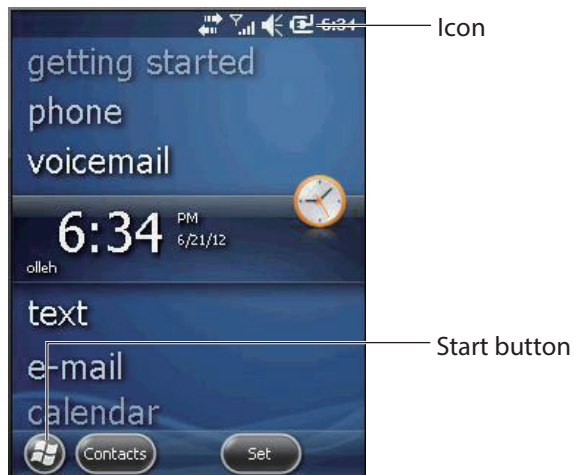 6:34
Icon
getting started
phone
voicemail
6:34 PM
6/21/12
olleh
text
Start button
e-mail
calendar
Contacts Set